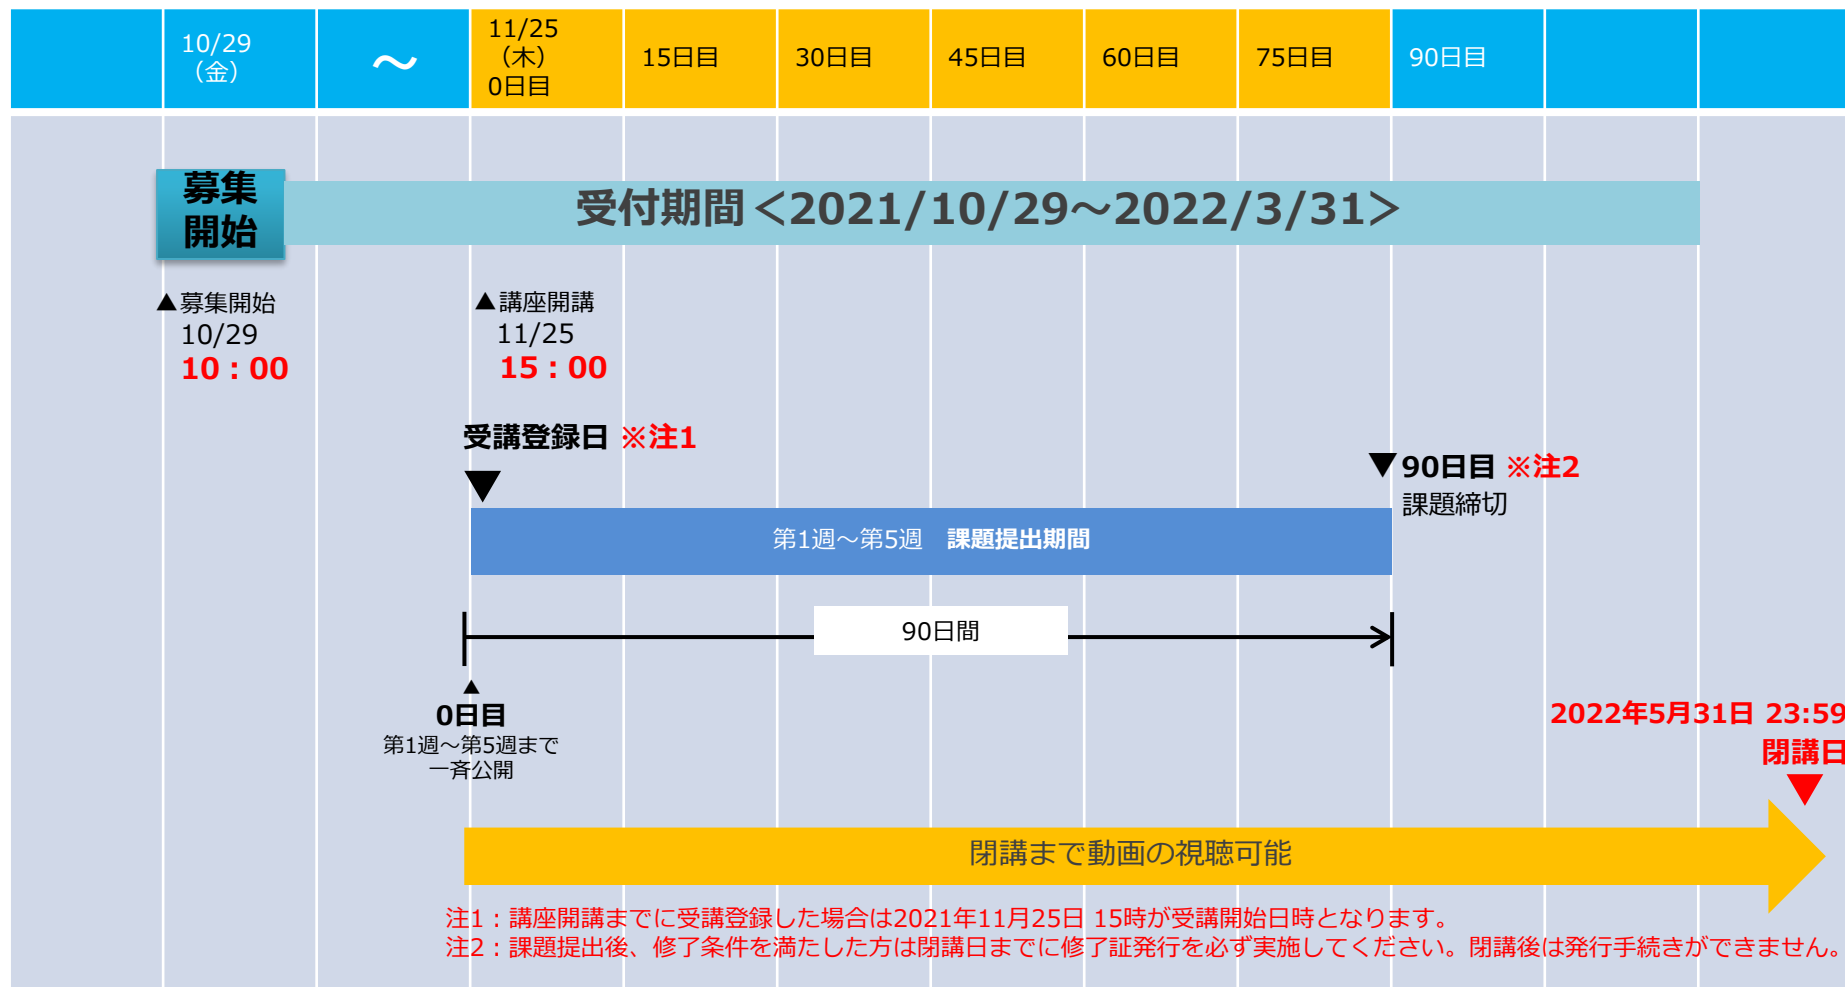 10/29
（金）
～
11/25
（木）
0日目
15日目
30日目
45日目
60日目
75日目
90日目
募集
開始
受付期間＜2021/10/29～2022/3/31＞
▲募集開始
10/29
10：00
▲講座開講
11/25
15：00
受講登録日 ※注1
▼
▼90日目 ※注2
課題締切
第1週～第5週　課題提出期間
90日間
▲
0日目
第1週～第5週まで
一斉公開
2022年5月31日 23:59
閉講日
▼
閉講まで動画の視聴可能
注1：講座開講までに受講登録した場合は2021年11月25日 15時が受講開始日時となります。
注2：課題提出後、修了条件を満たした方は閉講日までに修了証発行を必ず実施してください。閉講後は発行手続きができません。